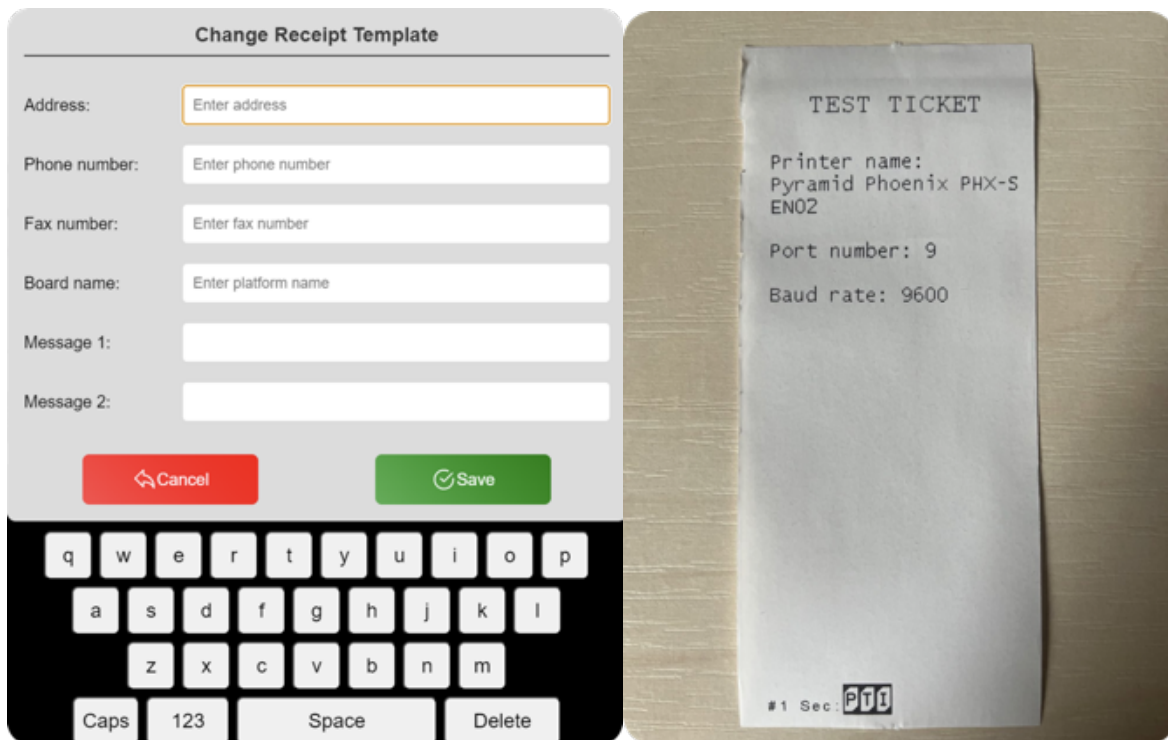 Change Receipt Template
Address:
Enter address
Phone number:
Enter phone number
Fax number:
Enter fax number
Board name:
Enter platform name
Message 1:
Message 2:
Cancel
Save
q w e r t y u i o p
a s d f g h j k l
z x c v b n m
Caps 123 Space Delete
TEST TICKET
Printer name:
Pyramid Phoenix PHX-S
EN02
Port number: 9
Baud rate: 9600
#1 Sec: PTI